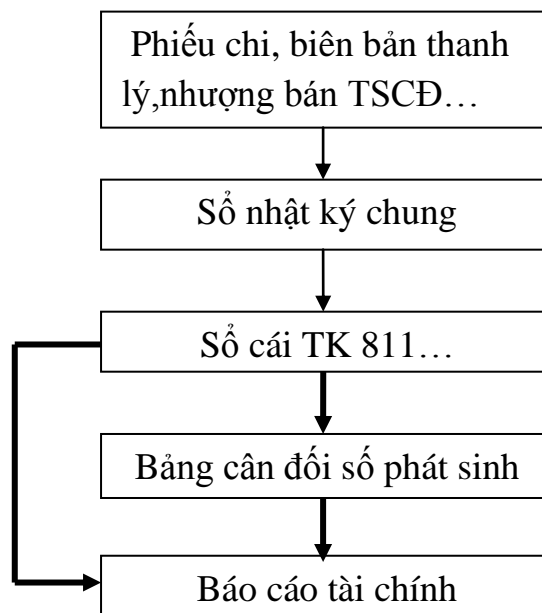 Phiếu chi, biên bản thanh
lý,nhượng bán TSCĐ…
Sổ nhật ký chung
Sổ cái TK 811…
Bảng cân đối số phát sinh
Báo cáo tài chính